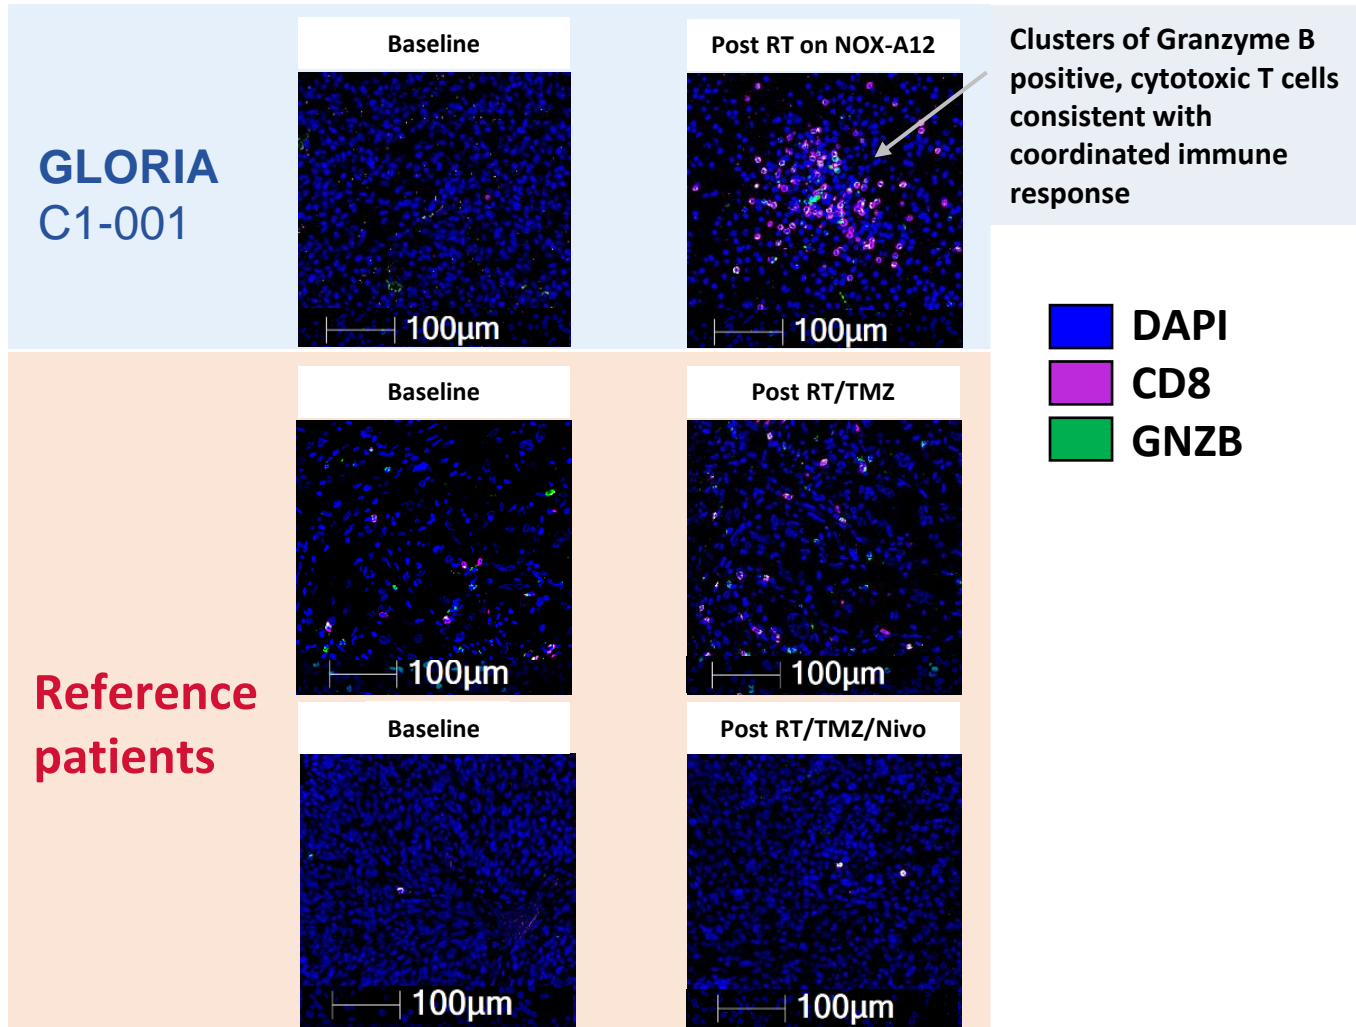 Baseline
Post RT on NOX-A12
Clusters of Granzyme B
positive, cytotoxic T cells
consistent with
coordinated immune
response
GLORIA
C1-001
100µm
100µm
DAPI
CD8
GNZB
Baseline
Post RT/TMZ
100µm
100µm
Reference
patients
Baseline
Post RT/TMZ/Nivo
100µm
100µm